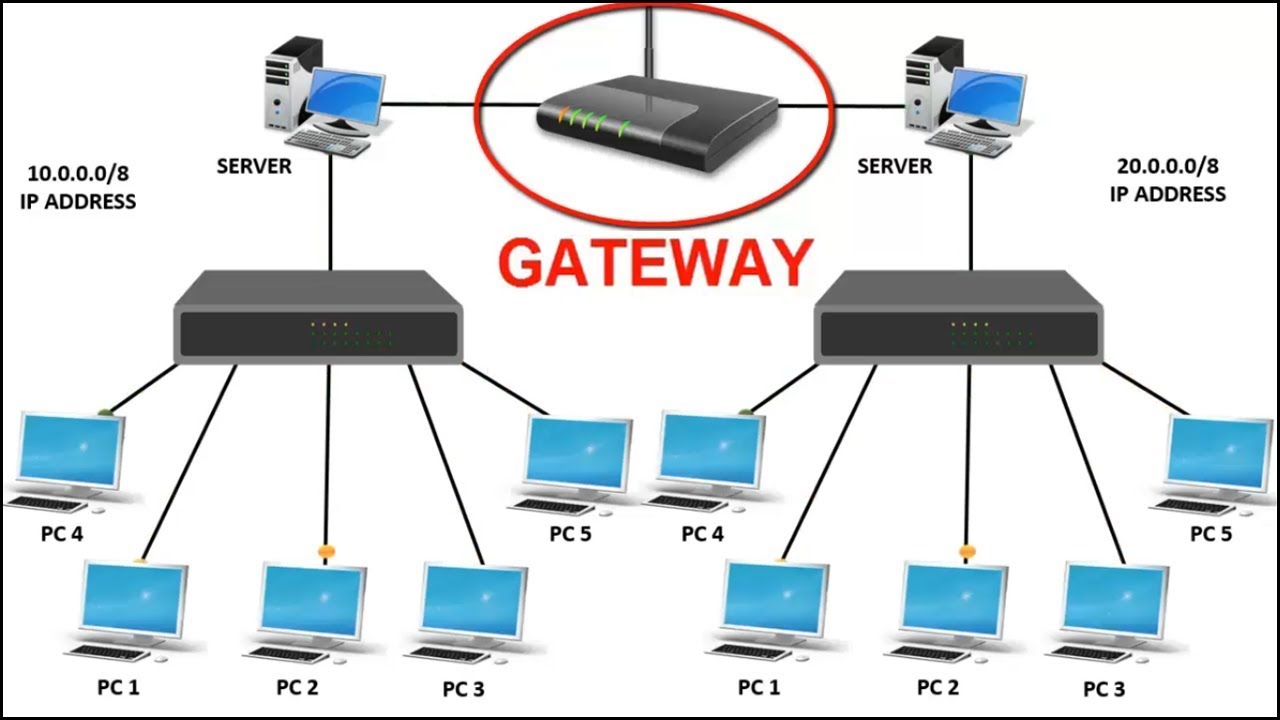 SERVER
SERVER
10.0.0.0/8
IP ADDRESS
20.0.0.0/8
IP ADDRESS
GATEWAY
PC 4
PC 5
PC 4
PC 5
PC 1
PC 2
PC 3
PC 1
PC 2
PC 3